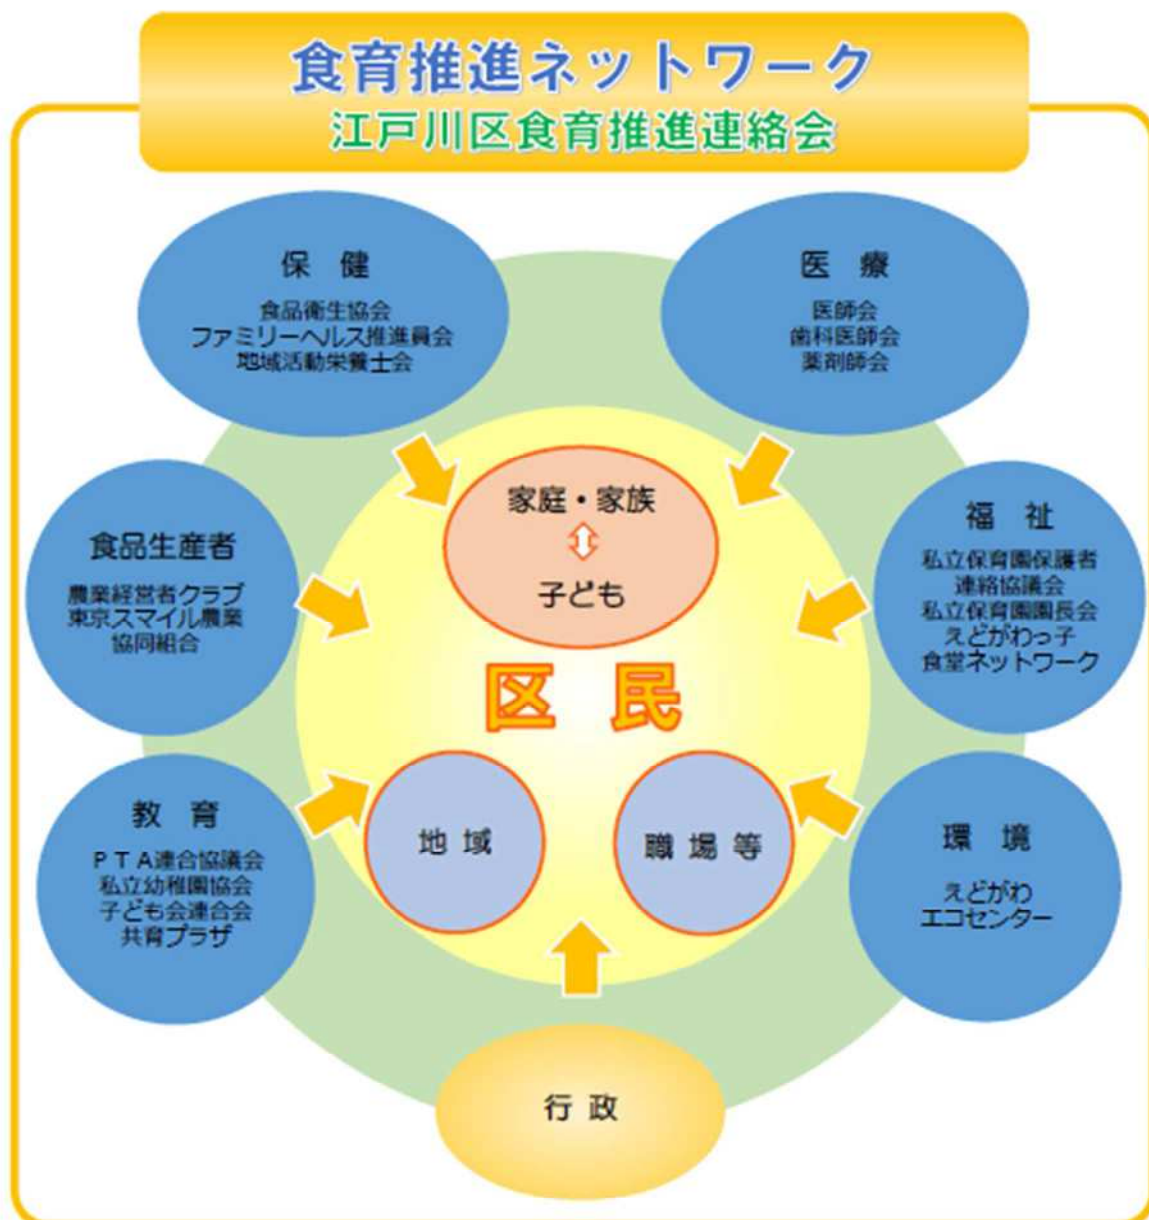 食育推進ネットワーク
江戸川区食育推進連絡会
保 健
食品衛生協会
ファミリーヘルス推進員会
地域活動栄養士会
医 療
医師会
歯科医師会
薬剤師会
食品生産者
農業経営者クラブ
東京スマイル農業
協同組合
家庭・家族
子ども
福 祉
私立保育園保護者
連絡協議会
私立保育園園長会
えどがわっ子
食堂ネットワーク
区 民
教 育
ＰＴＡ連合協議会
私立幼稚園協会
子ども会連合会
共育プラザ
地 域
職 場 等
環 境
えどがわ
エコセンター
行 政